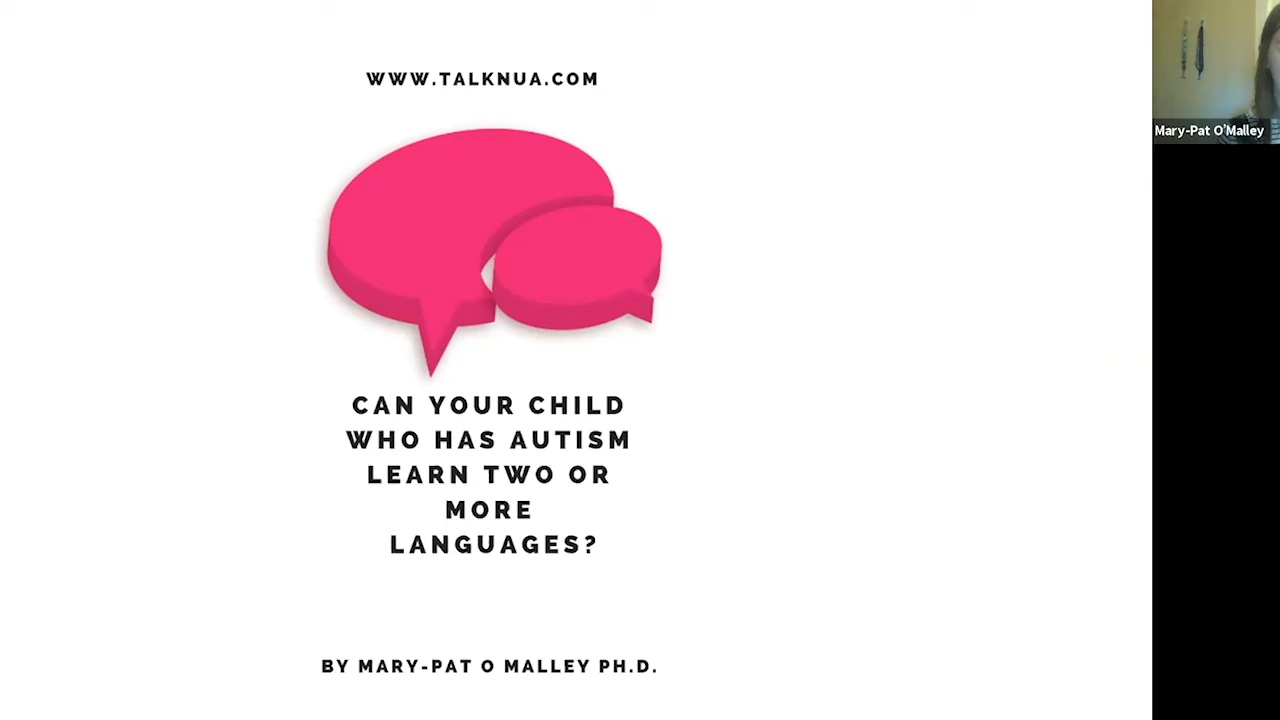 WWW.TALKNUA.COM
CAN YOUR CHILD
WHO HAS AUTISM
LEARN TWO OR
MORE
LANGUAGES?
BY MARY-PAT O MALLEY PH.D.
Mary-Pat O'Malley